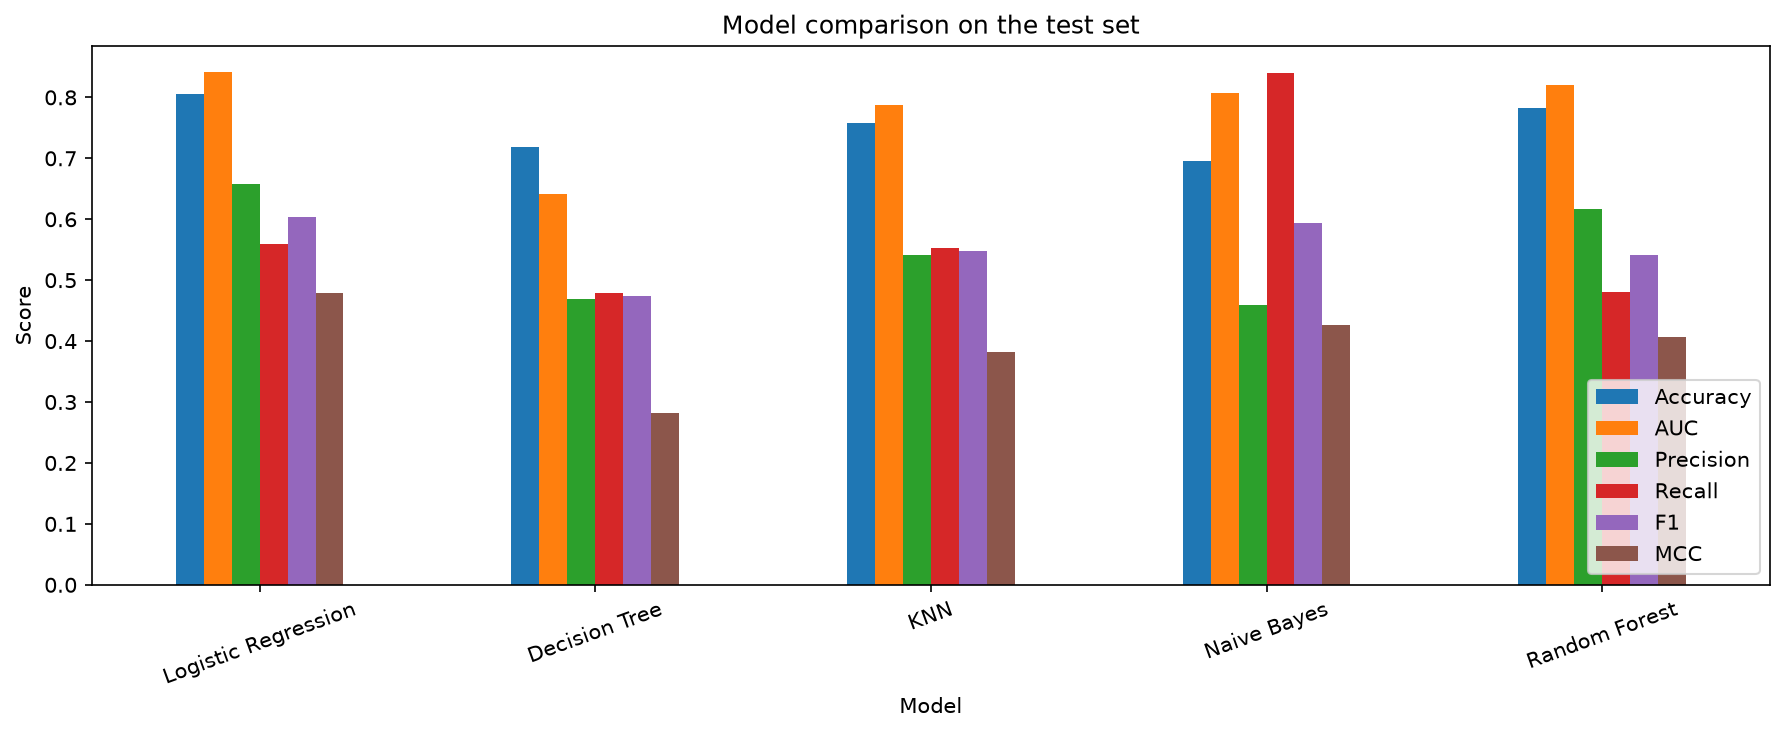 Model comparison on the test set
Score
0.8
0.7
0.6
0.5
0.4
0.3
0.2
0.1
0.0
Accuracy
AUC
Precision
Recall
F1
MCC
Logistic Regression
Decision Tree
KNN
Naive Bayes
Random Forest
Model